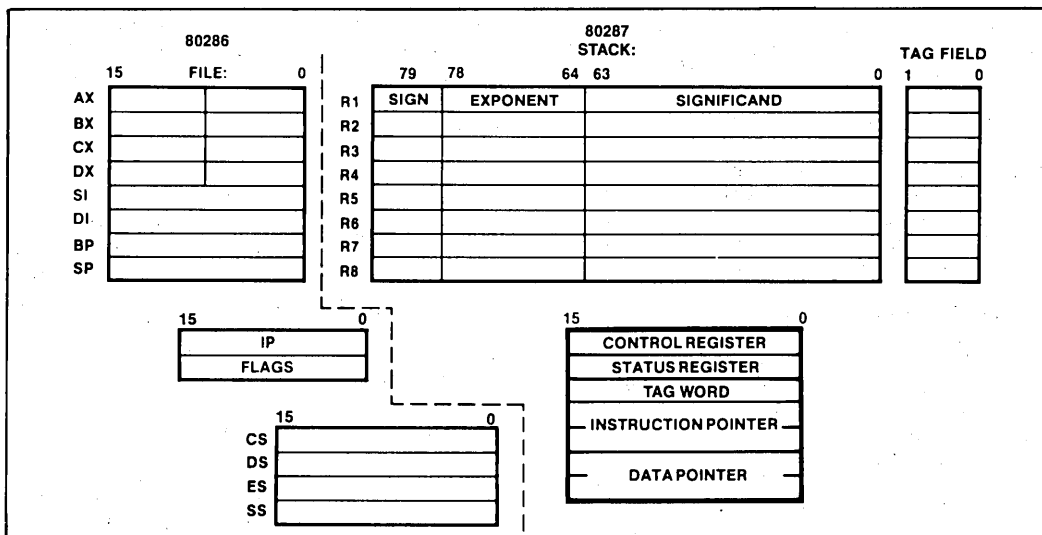 80286
80287
STACK:
TAG FIELD
15 FILE: 0
79 78 64 63 0
1 0
AX
BX
CX
DX
SI
DI
BP
SP
R1 SIGN EXPONENT SIGNIFICAND
R2
R3
R4
R5
R6
R7
R8
15 0
IP
FLAGS
15 0
CONTROL REGISTER
STATUS REGISTER
TAG WORD
INSTRUCTION POINTER
DATA POINTER
15 0
CS
DS
ES
SS